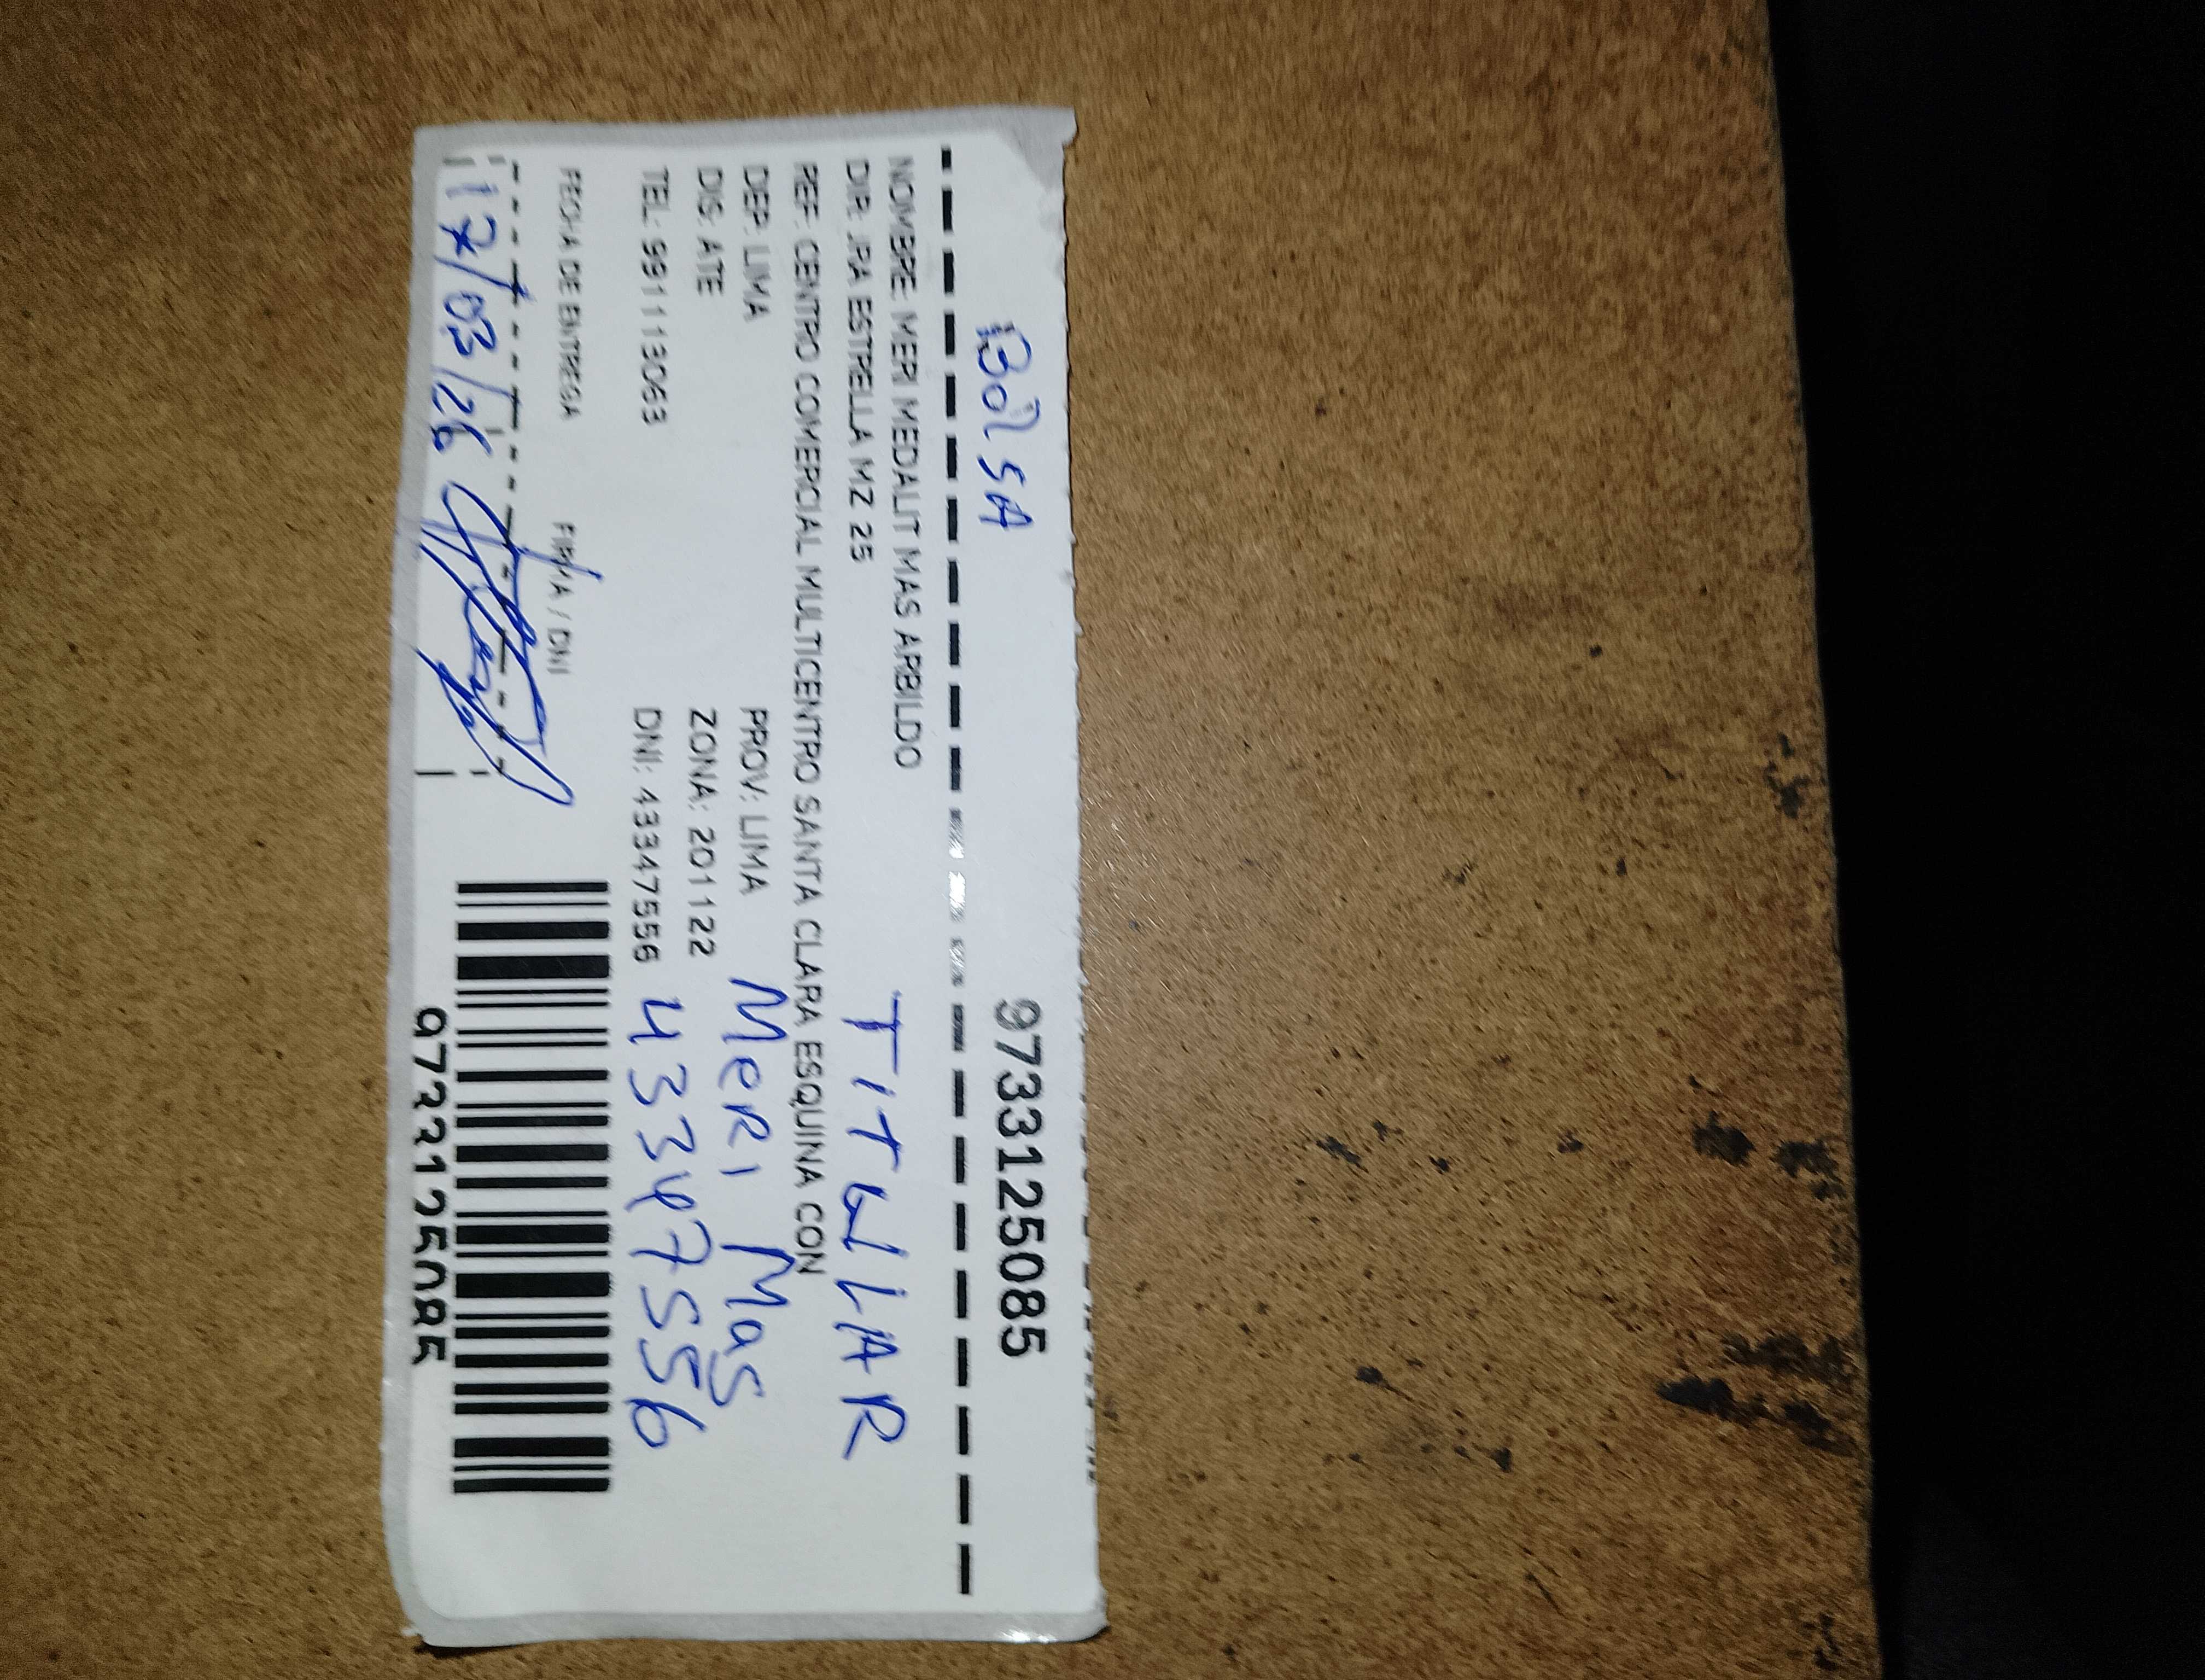 Bolsa 9733125085
NOMBRE: MERI MEDALIT MAS ARBILDO
DIR: JRA ESTRELLA MZ 25
TITULAR
REF: CENTRO COMERCIAL MULTICENTRO SANTA CLARA ESQUINA CON
DEP: LIMA PROV: LIMA
Meri Mas
DIS: ATE ZONA: 201122
TEL: 991113063 DNI: 43347556
43347556
FECHA DE ENTREGA FIRMA / DNI
17/03/26
9733125085